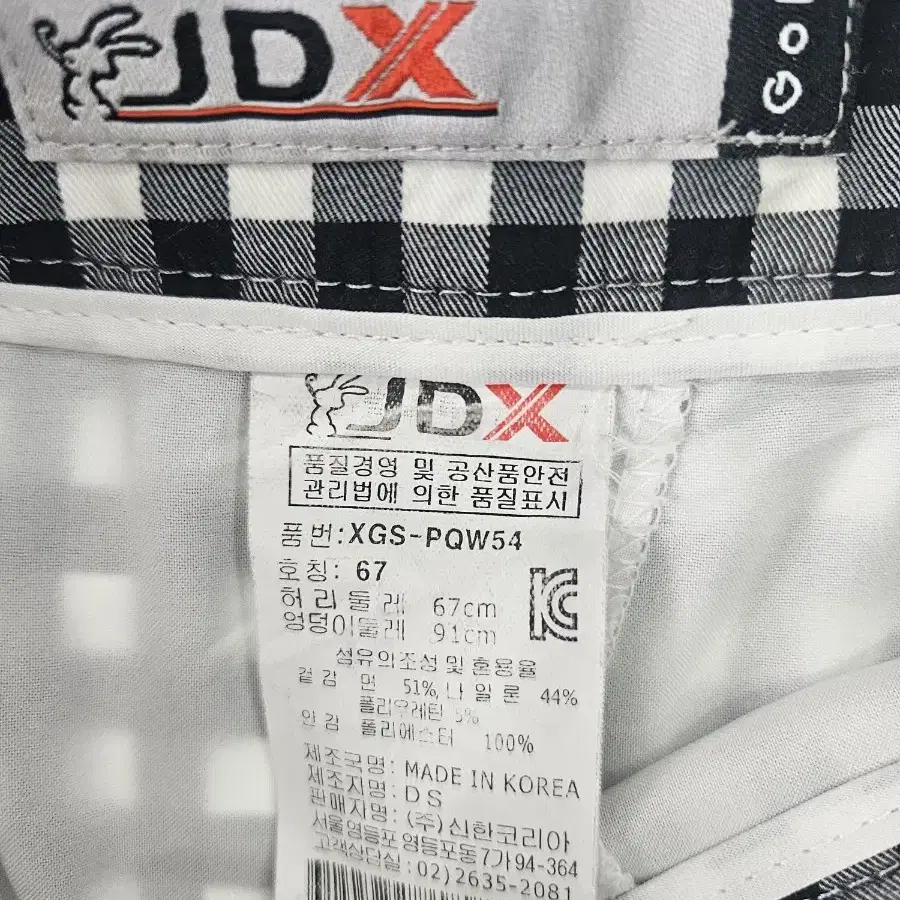 JDX
JDX
품질경영 및 공산품안전
관리법에 의한 품질표시
품번:XGS-PQW54
호칭: 67
허리둘레 67cm
엉덩이둘레 91cm
섬유의조성 및 혼용율
겉감 면 51%, 나일론 44%
폴리우레탄 5%
안감 폴리에스터 100%
제조국명: MADE IN KOREA
제조자명: DS
판매자명: (주)신한코리아
서울영등포 영등포동7가94-364
고객상담실:02)2635-2081